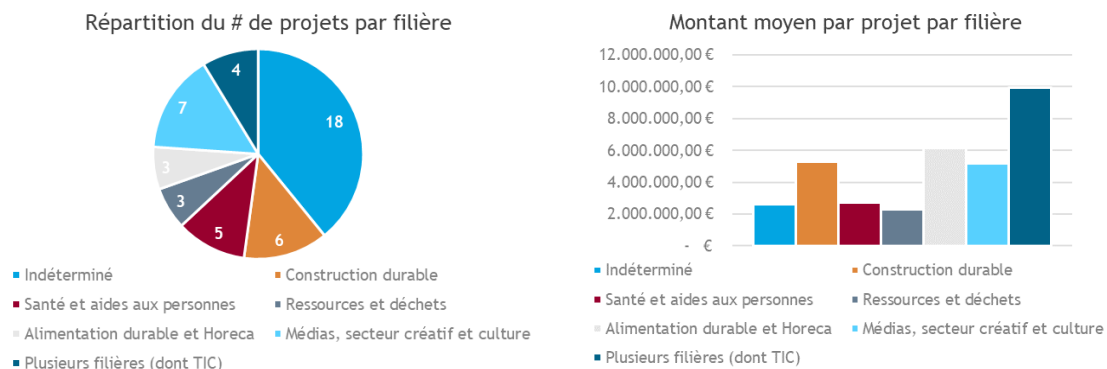 Répartition du # de projets par filière
4
7
18
3
3
5
6
Indéterminé
Construction durable
Santé et aides aux personnes
Ressources et déchets
Alimentation durable et Horeca
Médias, secteur créatif et culture
Plusieurs filières (dont TIC)
Montant moyen par projet par filière
12.000.000,00 €
10.000.000,00 €
8.000.000,00 €
6.000.000,00 €
4.000.000,00 €
2.000.000,00 €
- €
Indéterminé
Construction durable
Santé et aides aux personnes
Ressources et déchets
Alimentation durable et Horeca
Médias, secteur créatif et culture
Plusieurs filières (dont TIC)